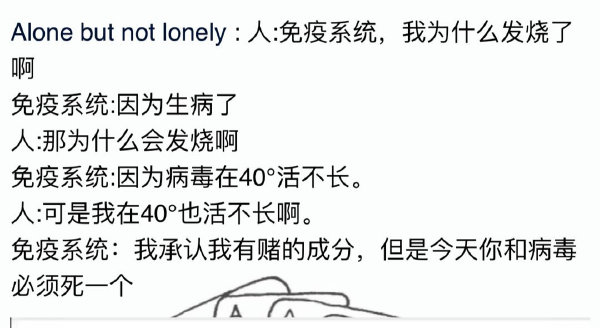 Alone but not lonely : 人:免疫系统，我为什么发烧了
啊
免疫系统:因为生病了
人:那为什么会发烧啊
免疫系统:因为病毒在40°活不长。
人:可是我在40°也活不长啊。
免疫系统：我承认我有赌的成分，但是今天你和病毒
必须死一个
A A